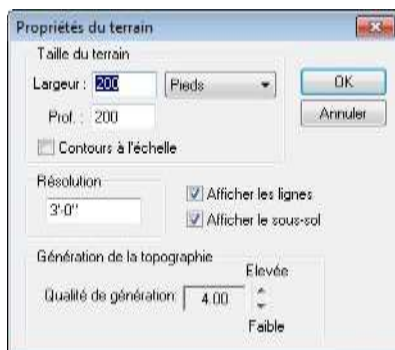 Propriétés du terrain
Taille du terrain
Largeur : 200 Pieds
OK
Prof. : 200
Annuler
Contours à l'échelle
Résolution
3'-0"
Afficher les lignes
Afficher le sous-sol
Génération de la topographie
Elevée
Qualité de génération: 4.00
Faible